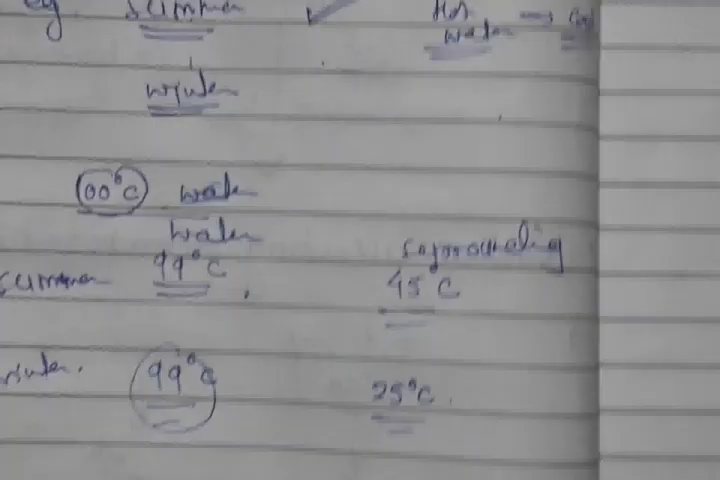 eg. summer Hot
water →
winter
100°C water
water surrounding
summer 99°C, 45°C
winter. 99°C 25°C.